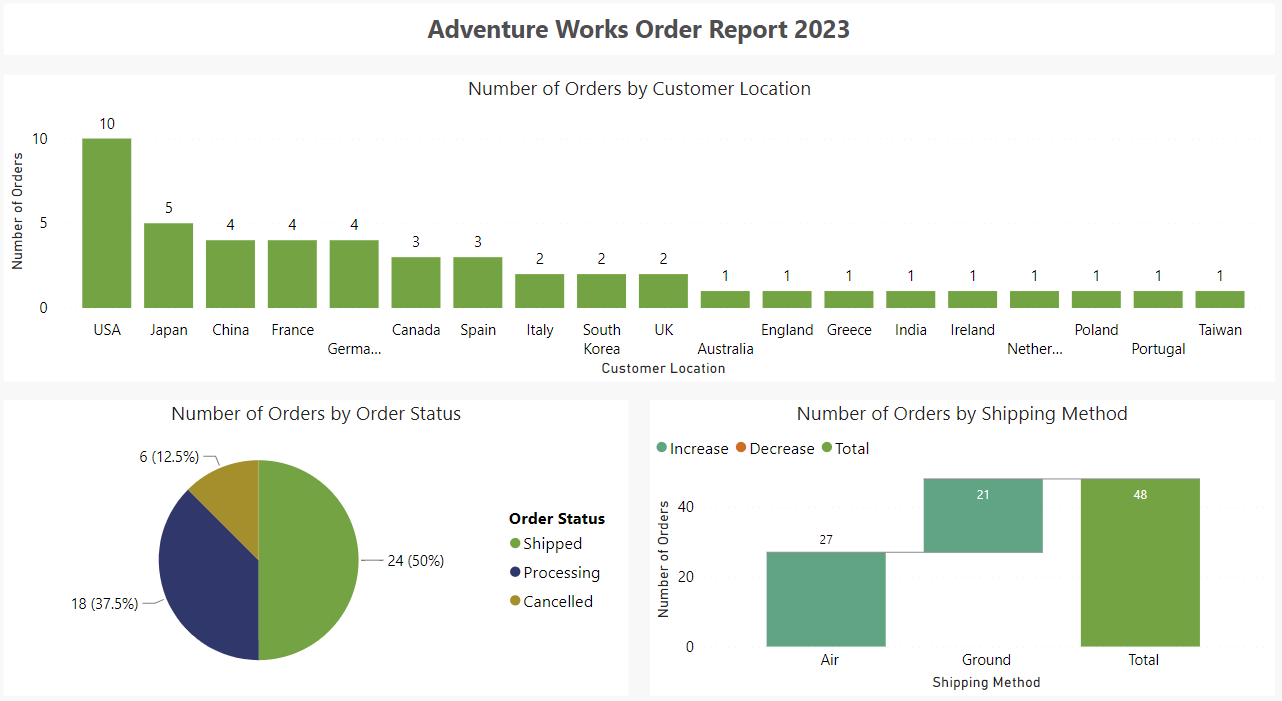 Adventure Works Order Report 2023
Number of Orders by Customer Location
Number of Orders
10
5
0
10
5
4
4
4
3
3
2
2
2
1
1
1
1
1
1
1
1
1
USA
Japan
China
France
Germa...
Canada
Spain
Italy
South
Korea
UK
Australia
England
Greece
India
Ireland
Nether...
Poland
Portugal
Taiwan
Customer Location
Number of Orders by Order Status
6 (12.5%)
24 (50%)
18 (37.5%)
Order Status
Shipped
Processing
Cancelled
Number of Orders by Shipping Method
Increase Decrease Total
Number of Orders
40
20
0
27
21
48
Air
Ground
Total
Shipping Method